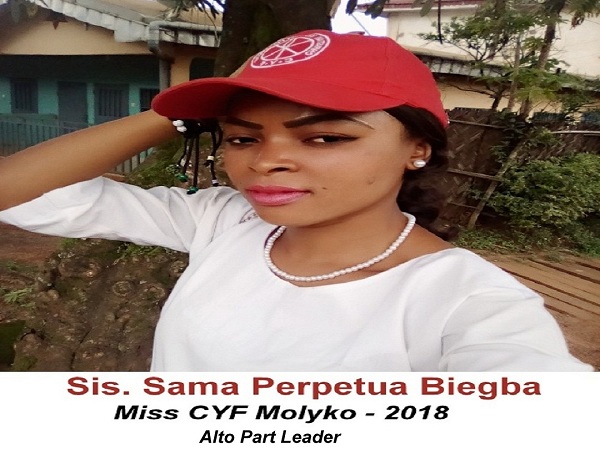 Sis. Sama Perpetua Biegba
Miss CYF Molyko - 2018
Alto Part Leader